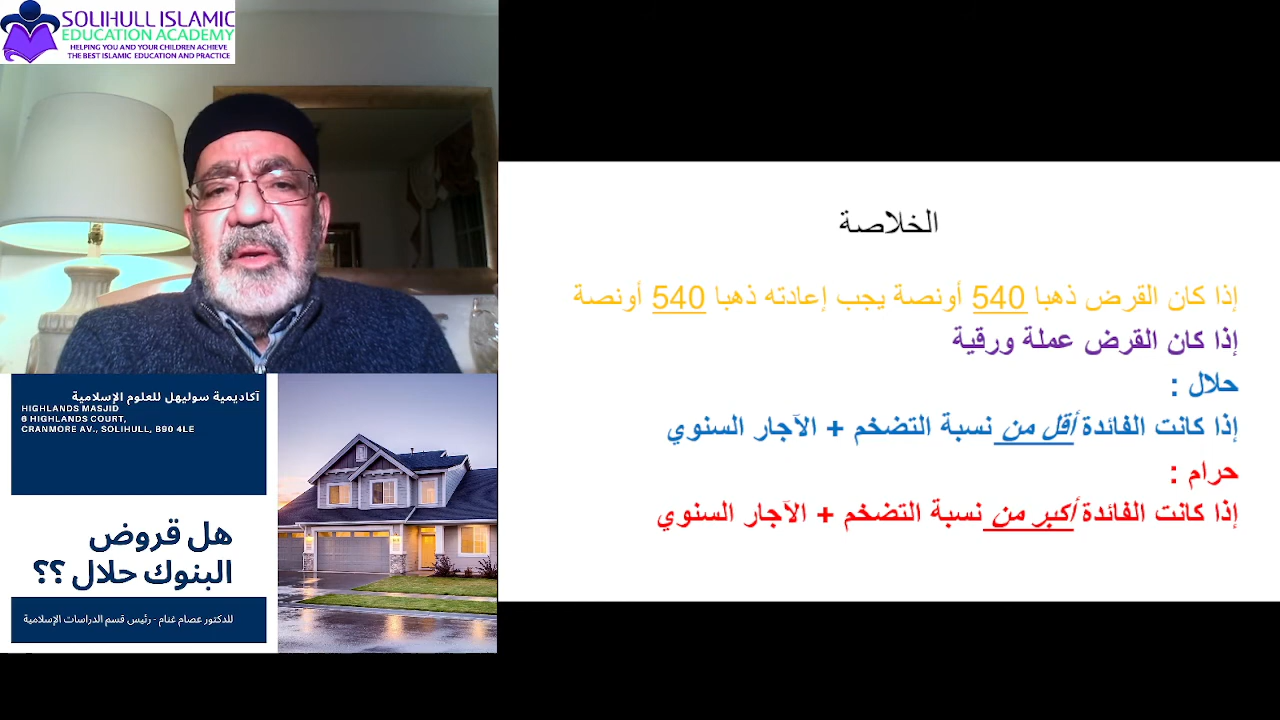 SOLIHULL ISLAMIC
EDUCATION ACADEMY
HELPING YOU AND YOUR CHILDREN ACHIEVE
THE BEST ISLAMIC EDUCATION AND PRACTICE
آكاديمية سوليهل للعلوم الإسلامية
HIGHLANDS MASJID
6 HIGHLANDS COURT,
CRANMORE AV., SOLIHULL, B90 4LE
هل قروض
البنوك حلال ؟؟
للدكتور عصام غنام - رئيس قسم الدراسات الإسلامية
الخلاصة
إذا كان القرض ذهبا 540 أونصة يجب إعادته ذهبا 540 أونصة
إذا كان القرض عملة ورقية
حلال :
إذا كانت الفائدة أقل من نسبة التضخم + الآجار السنوي
حرام :
إذا كانت الفائدة أكبر من نسبة التضخم + الآجار السنوي